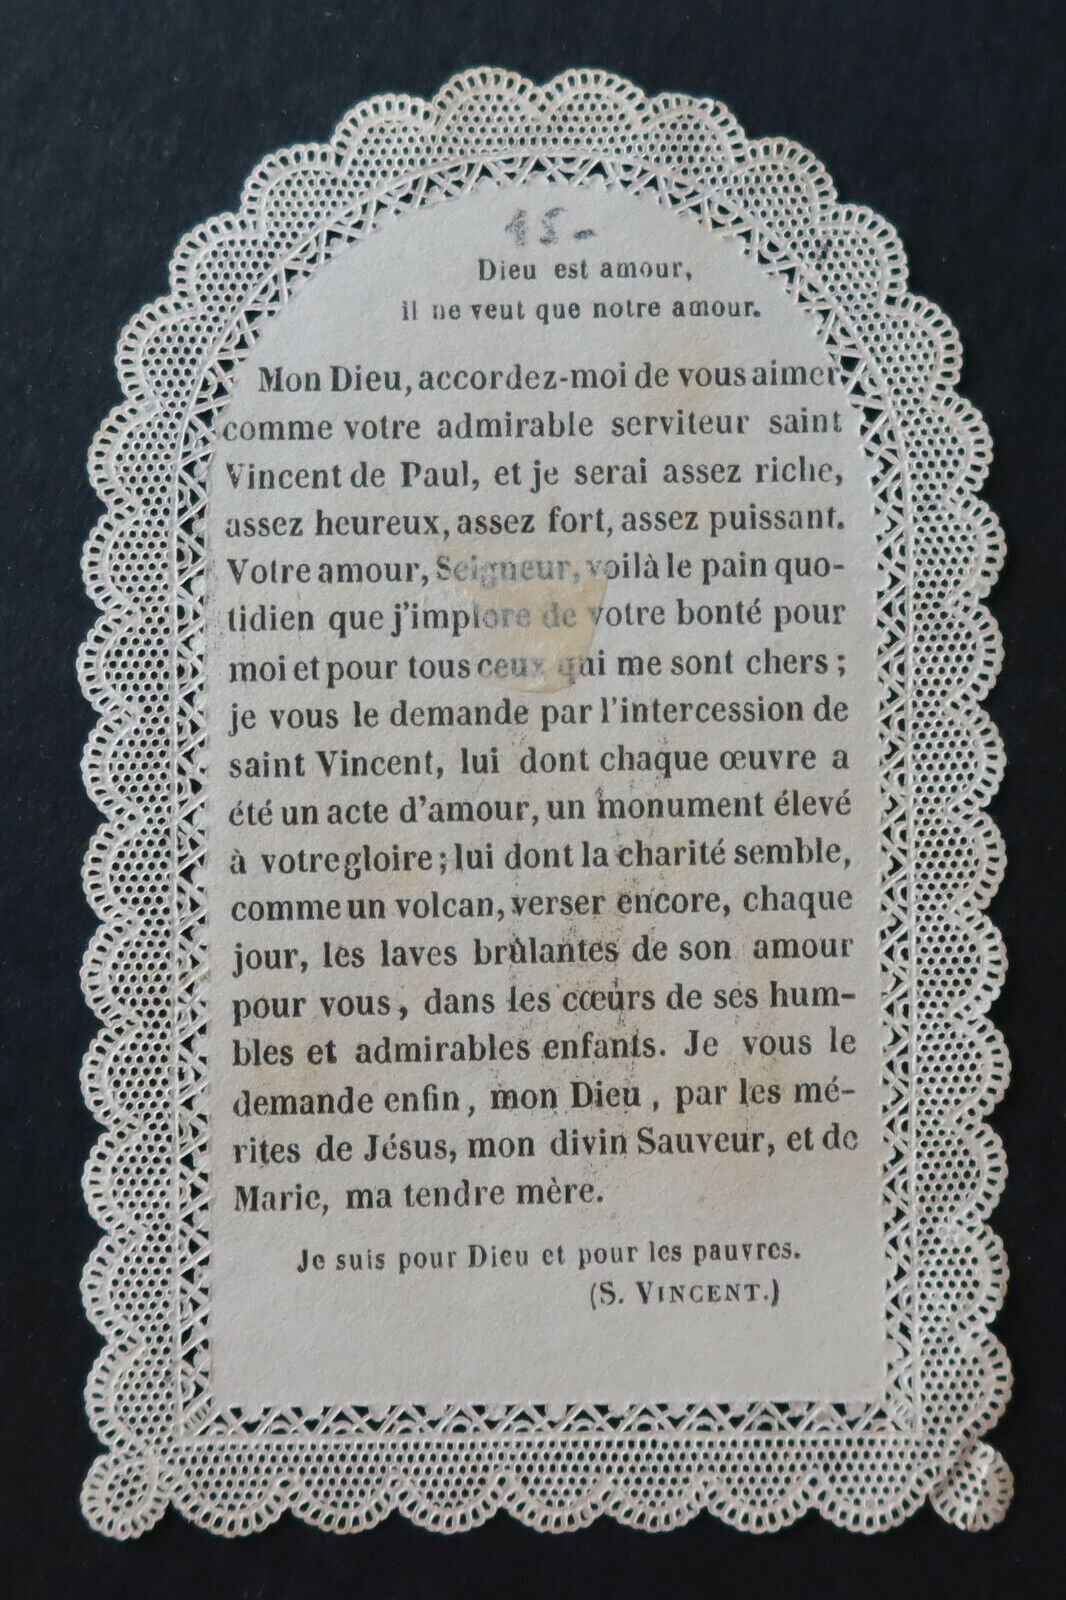 15-
Dieu est amour,
il ne veut que notre amour.
Mon Dieu, accordez-moi de vous aimer
comme votre admirable serviteur saint
Vincent de Paul, et je serai assez riche,
assez heureux, assez fort, assez puissant.
Votre amour, Seigneur, voilà le pain quo-
tidien que j'implore de votre bonté pour
moi et pour tous ceux qui me sont chers ;
je vous le demande par l'intercession de
saint Vincent, lui dont chaque œuvre a
été un acte d'amour, un monument élevé
à votre gloire ; lui dont la charité semble,
comme un volcan, verser encore, chaque
jour, les laves brûlantes de son amour
pour vous, dans les cœurs de ses hum-
bles et admirables enfants. Je vous le
demande enfin, mon Dieu, par les mé-
rites de Jésus, mon divin Sauveur, et de
Marie, ma tendre mère.
Je suis pour Dieu et pour les pauvres.
(S. VINCENT.)